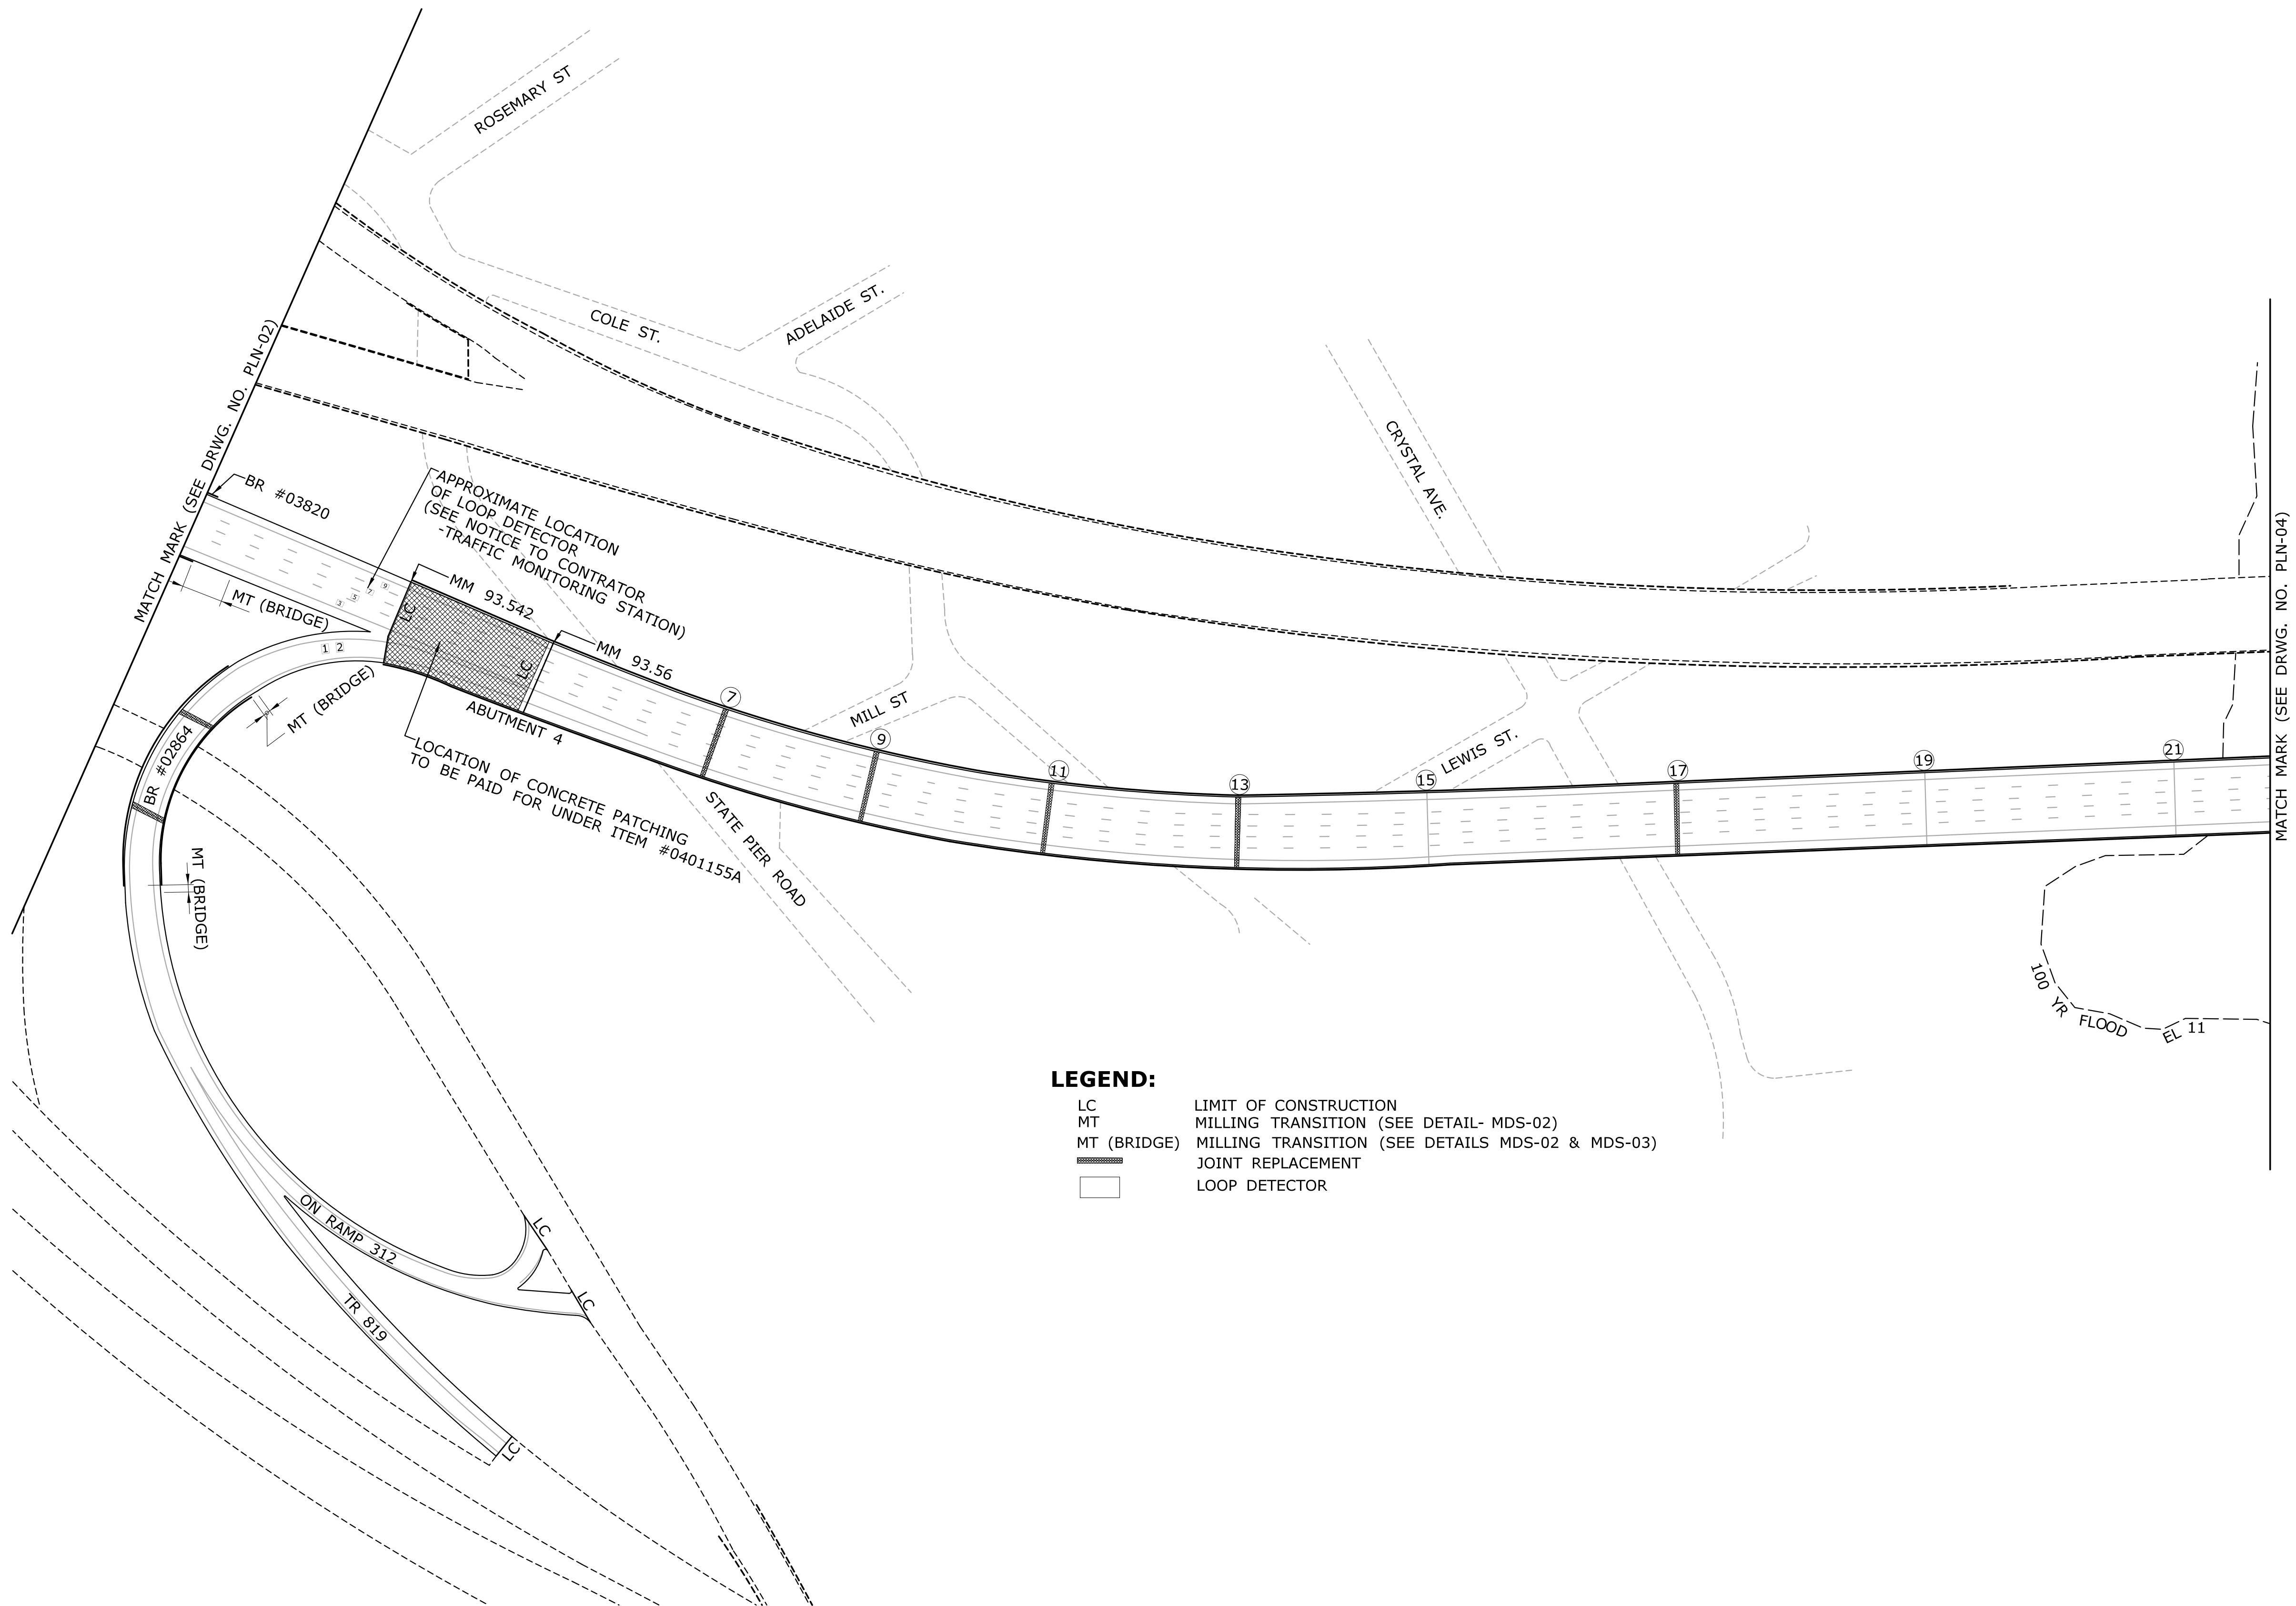 ROSEMARY ST
COLE ST.
ADELAIDE ST.
MATCH MARK (SEE DRWG. NO. PLN-02)
BR #03820
APPROXIMATE LOCATION
OF LOOP DETECTOR
(SEE NOTICE TO CONTRATOR
-TRAFFIC MONITORING STATION)
CRYSTAL AVE.
MT (BRIDGE)
3
5
7
9
LC
MM 93.542
LC
MM 93.56
1 2
MT (BRIDGE)
ABUTMENT 4
7
MILL ST
9
11
13
15
LEWIS ST.
17
19
21
MATCH MARK (SEE DRWG. NO. PLN-04)
BR #02864
LOCATION OF CONCRETE PATCHING
TO BE PAID FOR UNDER ITEM #0401155A
STATE PIER ROAD
MT (BRIDGE)
100 YR FLOOD EL 11
LEGEND:
LC LIMIT OF CONSTRUCTION
MT MILLING TRANSITION (SEE DETAIL- MDS-02)
MT (BRIDGE) MILLING TRANSITION (SEE DETAILS MDS-02 & MDS-03)
JOINT REPLACEMENT
LOOP DETECTOR
ON RAMP 312
LC
LC
TR 819
LC